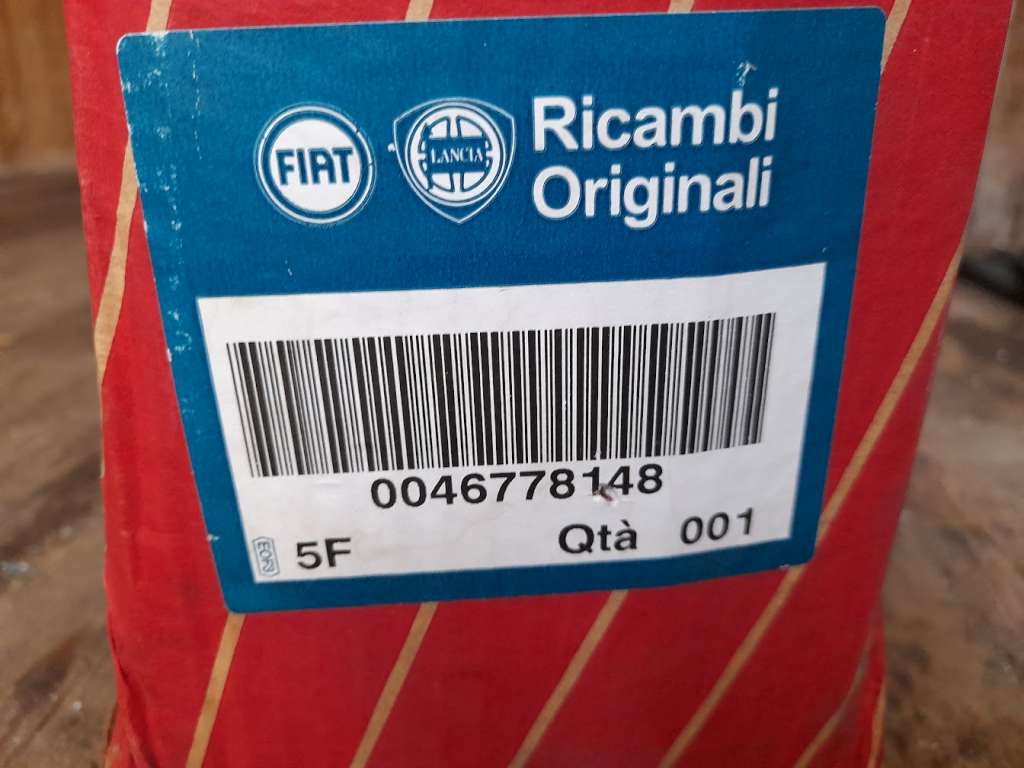 FIAT
LANCIA
Ricambi
Originali
0046778148
5F
Qtà 001